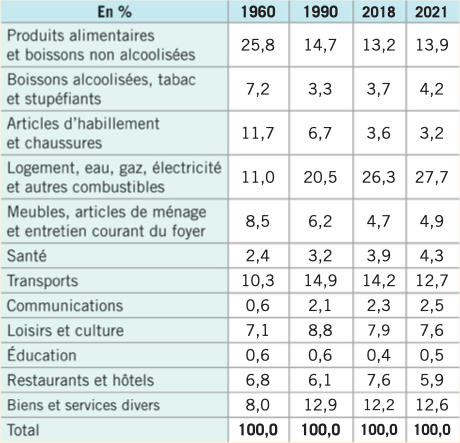 En % 1960 1990 2018 2021
Produits alimentaires
et boissons non alcoolisées 25,8 14,7 13,2 13,9
Boissons alcoolisées, tabac
et stupéfiants 7,2 3,3 3,7 4,2
Articles d'habillement
et chaussures 11,7 6,7 3,6 3,2
Logement, eau, gaz, électricité
et autres combustibles 11,0 20,5 26,3 27,7
Meubles, articles de ménage
et entretien courant du foyer 8,5 6,2 4,7 4,9
Santé 2,4 3,2 3,9 4,3
Transports 10,3 14,9 14,2 12,7
Communications 0,6 2,1 2,3 2,5
Loisirs et culture 7,1 8,8 7,9 7,6
Éducation 0,6 0,6 0,4 0,5
Restaurants et hôtels 6,8 6,1 7,6 5,9
Biens et services divers 8,0 12,9 12,2 12,6
Total 100,0 100,0 100,0 100,0